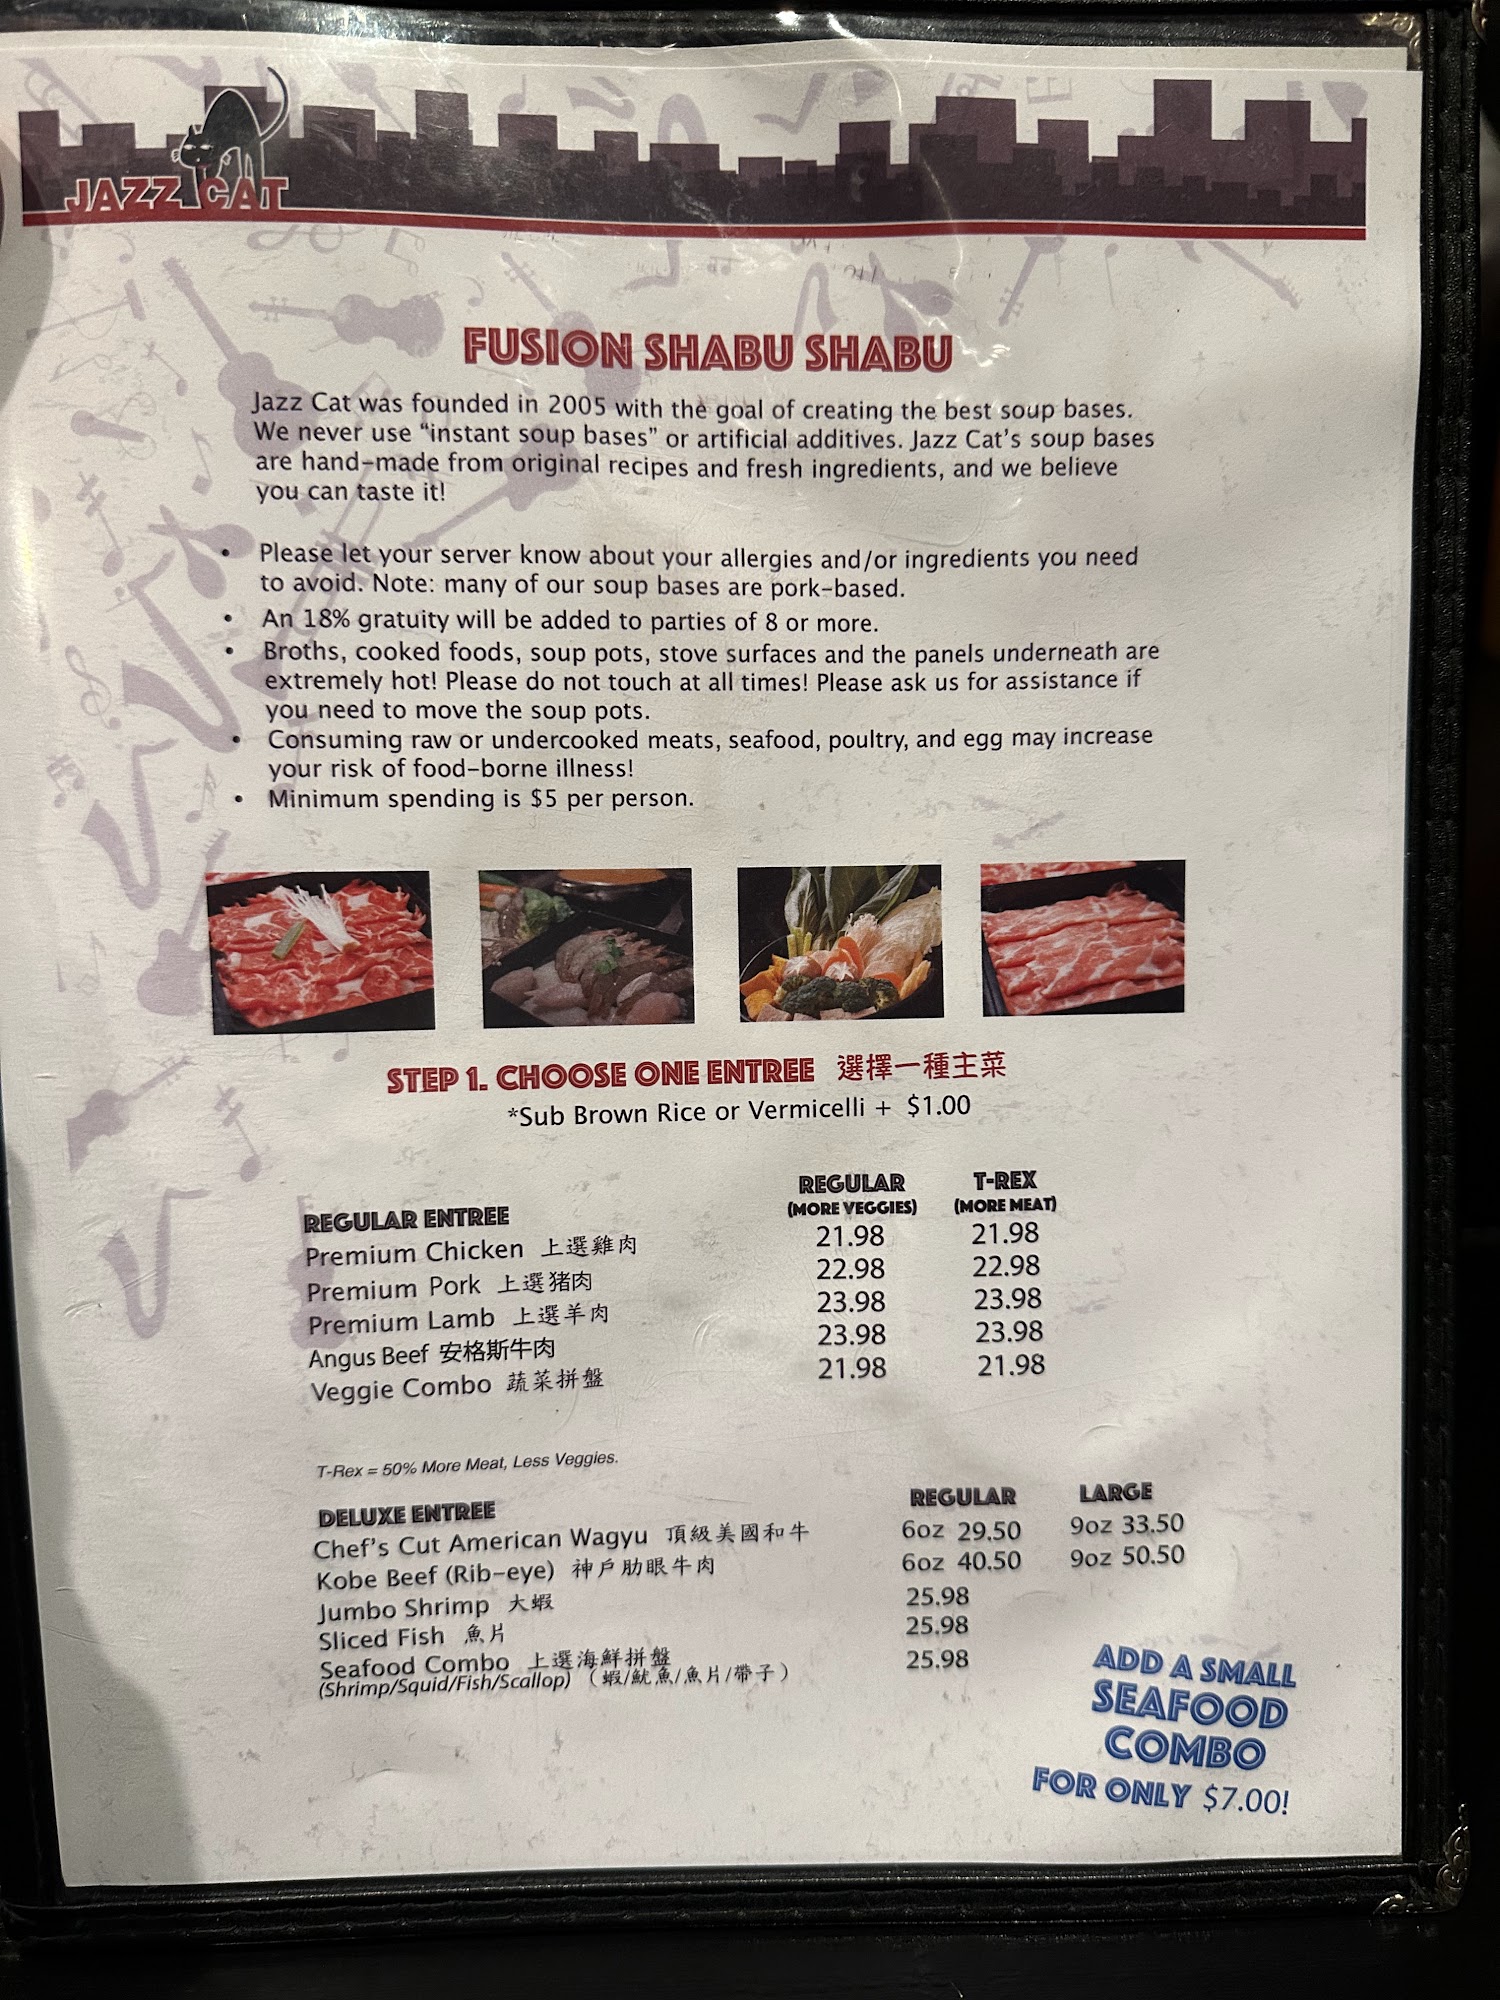 JAZZ CAT
FUSION SHABU SHABU
Jazz Cat was founded in 2005 with the goal of creating the best soup bases.
We never use “instant soup bases” or artificial additives. Jazz Cat’s soup bases
are hand-made from original recipes and fresh ingredients, and we believe
you can taste it!
• Please let your server know about your allergies and/or ingredients you need
to avoid. Note: many of our soup bases are pork-based.
• An 18% gratuity will be added to parties of 8 or more.
• Broths, cooked foods, soup pots, stove surfaces and the panels underneath are
extremely hot! Please do not touch at all times! Please ask us for assistance if
you need to move the soup pots.
• Consuming raw or undercooked meats, seafood, poultry, and egg may increase
your risk of food-borne illness!
• Minimum spending is $5 per person.
STEP 1. CHOOSE ONE ENTREE 選擇一種主菜
*Sub Brown Rice or Vermicelli + $1.00
REGULAR T-REX
REGULAR ENTREE (MORE VEGGIES) (MORE MEAT)
Premium Chicken 上選雞肉 21.98 21.98
Premium Pork 上選猪肉 22.98 22.98
Premium Lamb 上選羊肉 23.98 23.98
Angus Beef 安格斯牛肉 23.98 23.98
Veggie Combo 蔬菜拼盤 21.98 21.98
T-Rex = 50% More Meat, Less Veggies.
DELUXE ENTREE REGULAR LARGE
Chef’s Cut American Wagyu 頂級美國和牛 6oz 29.50 9oz 33.50
Kobe Beef (Rib-eye) 神戶肋眼牛肉 6oz 40.50 9oz 50.50
Jumbo Shrimp 大蝦 25.98
Sliced Fish 魚片 25.98
Seafood Combo 上選海鮮拼盤 25.98
(Shrimp/Squid/Fish/Scallop) （蝦/魷魚/魚片/帶子）
ADD A SMALL
SEAFOOD
COMBO
FOR ONLY $7.00!